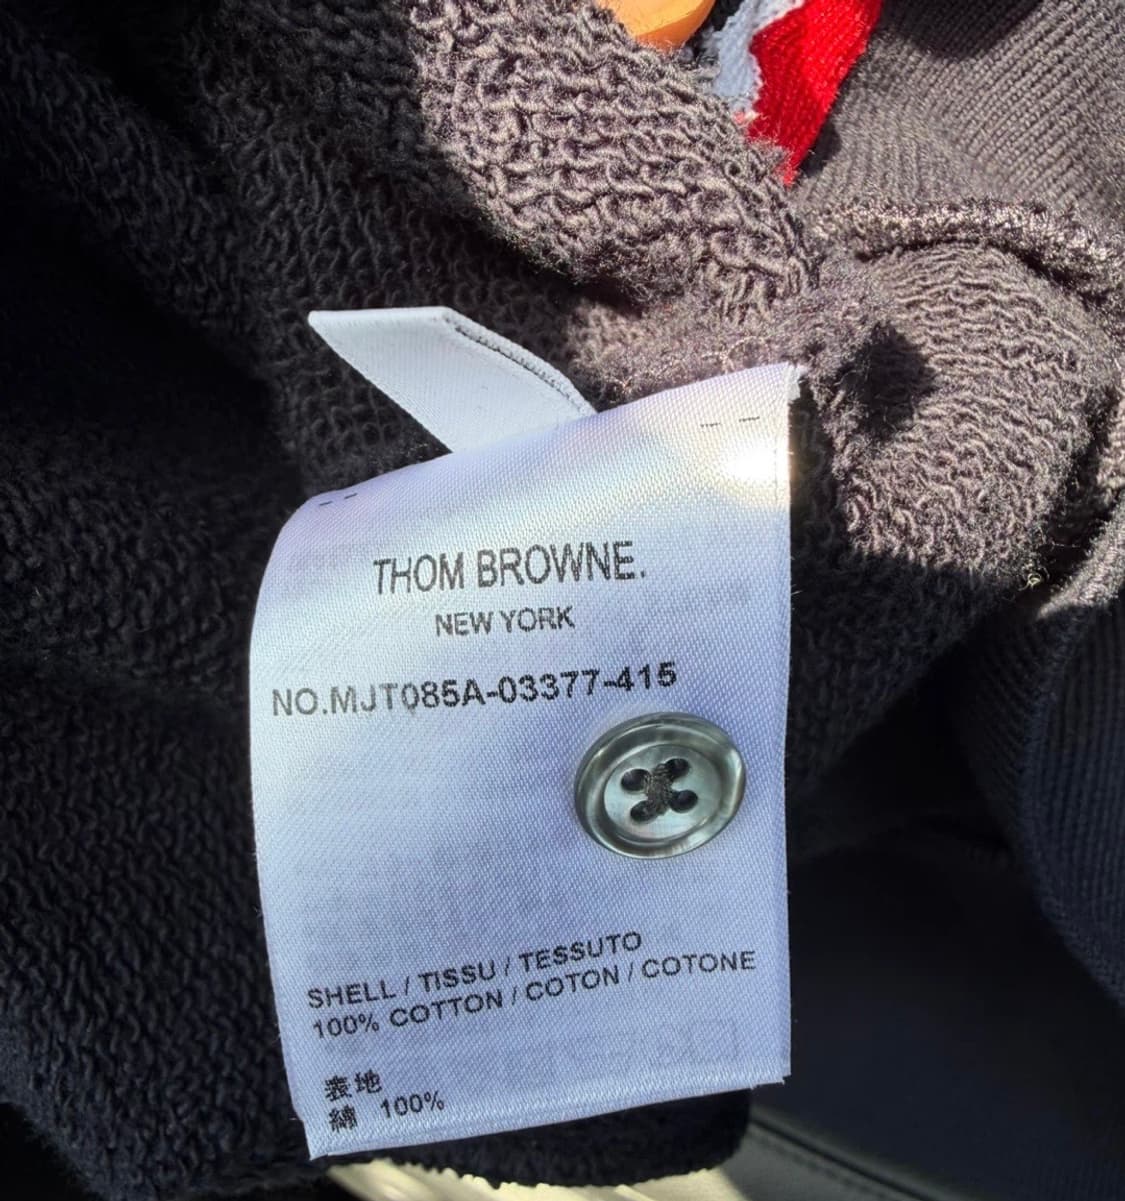 THOM BROWNE.
NEW YORK
NO.MJT085A-03377-415
SHELL / TISSU / TESSUTO
100% COTTON / COTON / COTONE
表地
綿 100%